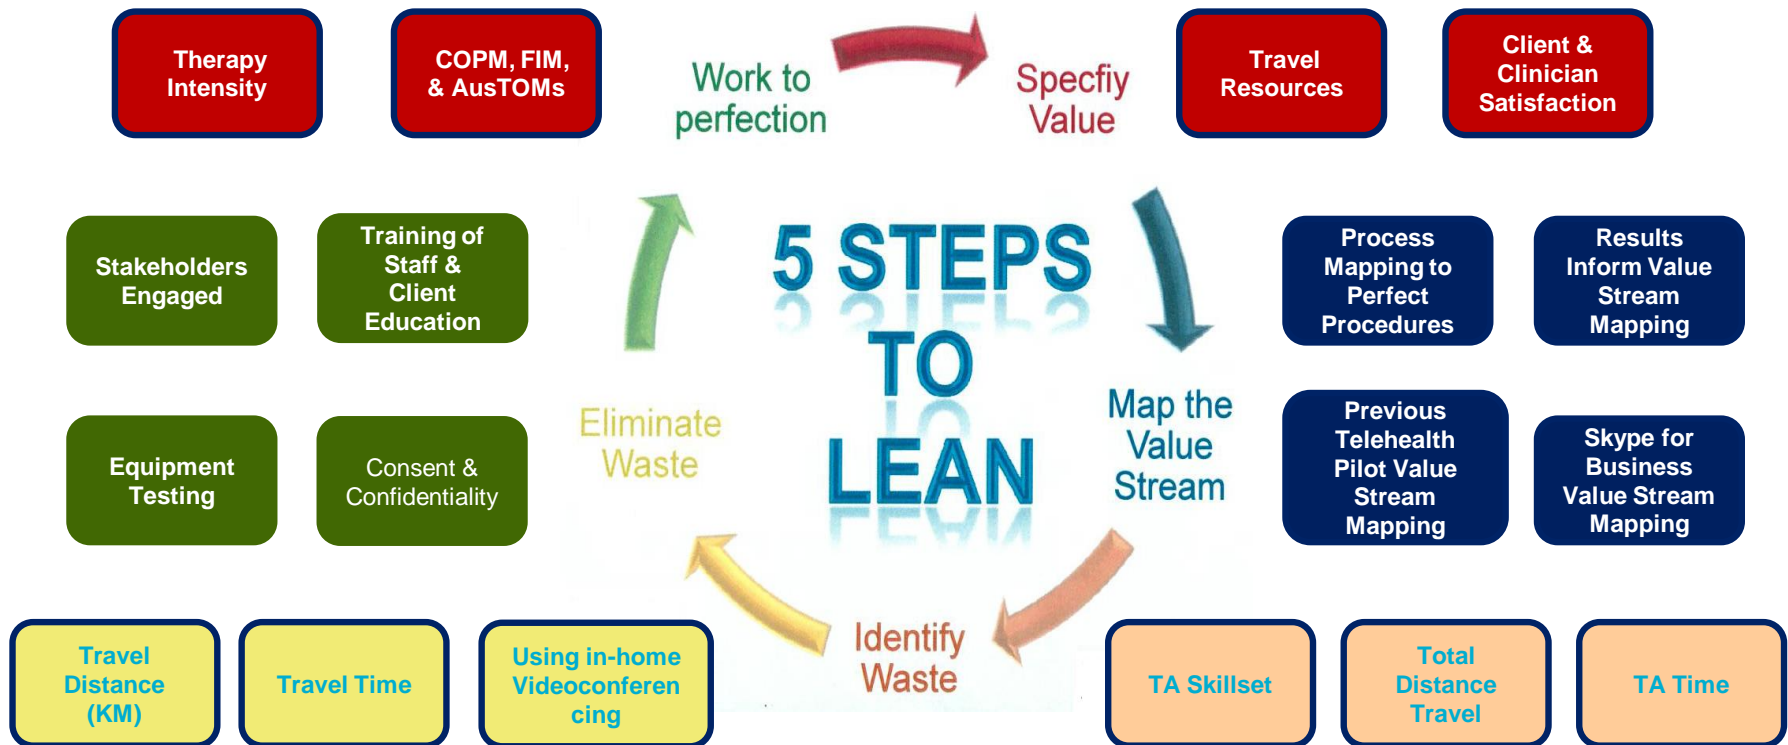 Therapy
Intensity
COPM, FIM,
& AusTOMs
Work to
perfection
Specfiy
Value
Travel
Resources
Client &
Clinician
Satisfaction
Stakeholders
Engaged
Training of
Staff &
Client
Education
5 STEPS
TO
LEAN
Process
Mapping to
Perfect
Procedures
Results
Inform Value
Stream
Mapping
Equipment
Testing
Consent &
Confidentiality
Eliminate
Waste
Map the
Value
Stream
Previous
Telehealth
Pilot Value
Stream
Mapping
Skype for
Business
Value Stream
Mapping
Travel
Distance
(KM)
Travel Time
Using in-home
Videoconferen
cing
Identify
Waste
TA Skillset
Total
Distance
Travel
TA Time